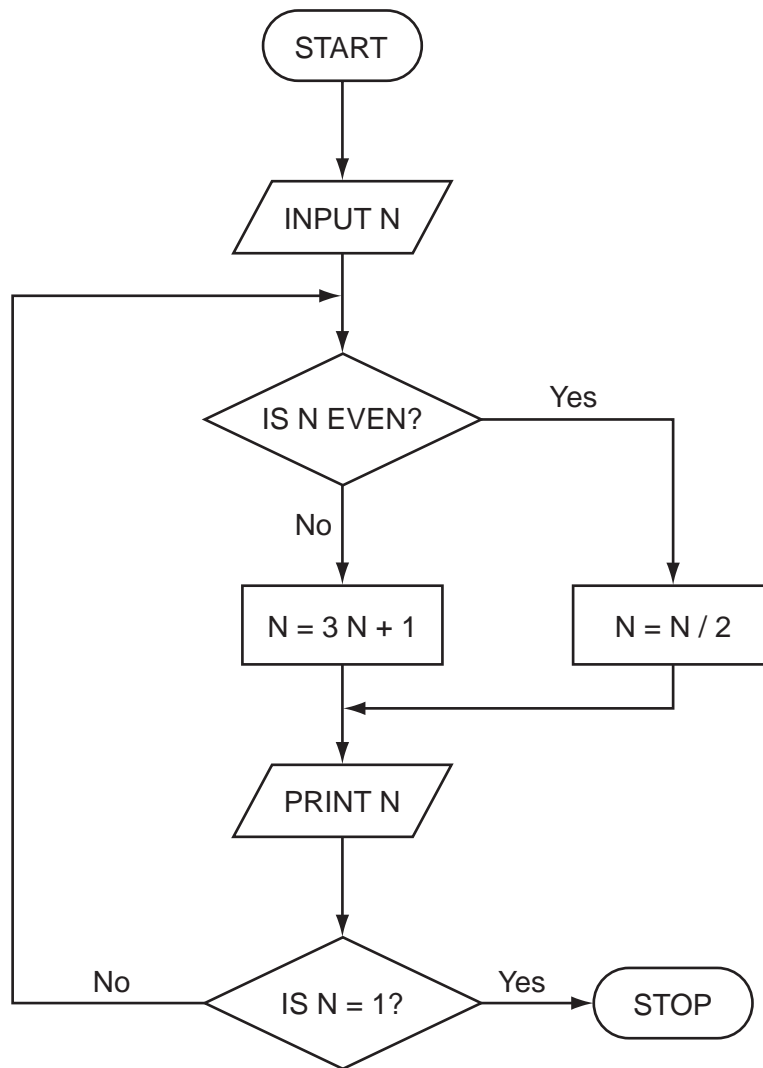 START
INPUT N
IS N EVEN?
Yes
No
N = 3 N + 1
N = N / 2
PRINT N
No
IS N = 1?
Yes
STOP